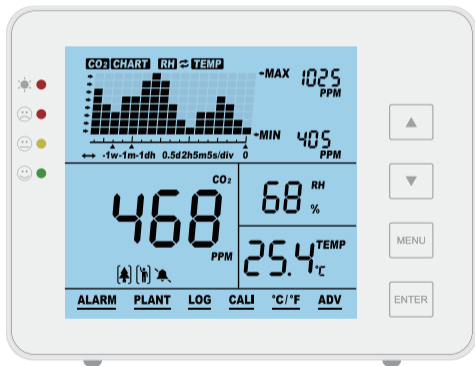 CO2 CHART RH ⇄ TEMP
MAX 1025 PPM
MIN 405 PPM
↔ -1w-1m-1dh 0.5d2h5m5s/div 0
CO2
468 PPM
68 RH %
25.4 TEMP °C
ALARM PLANT LOG CALI °C/°F ADV
MENU
ENTER